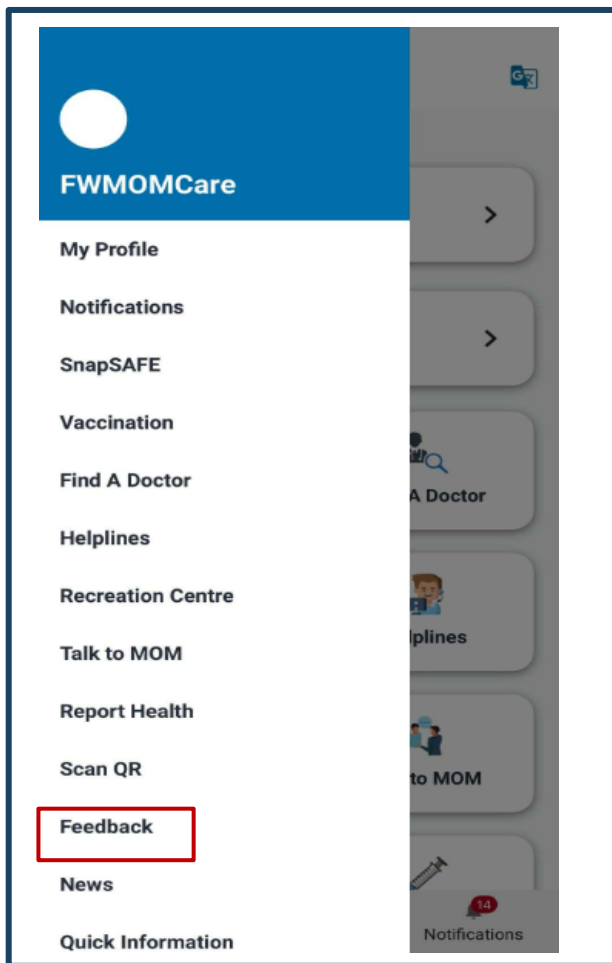 FWMOMCare
My Profile
Notifications
SnapSAFE
Vaccination
Find A Doctor
Helplines
Recreation Centre
Talk to MOM
Report Health
Scan QR
Feedback
News
Quick Information
A Doctor
lplines
to MOM
14
Notifications